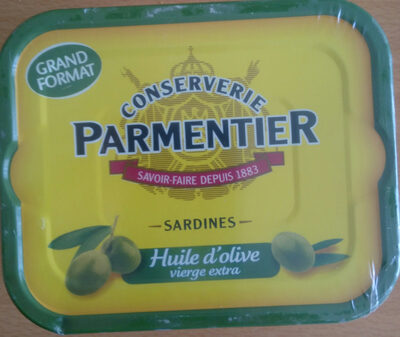 GRAND
FORMAT
CONSERVERIE
PARMENTIER
SAVOIR-FAIRE DEPUIS 1883
SARDINES
Huile d'olive
vierge extra